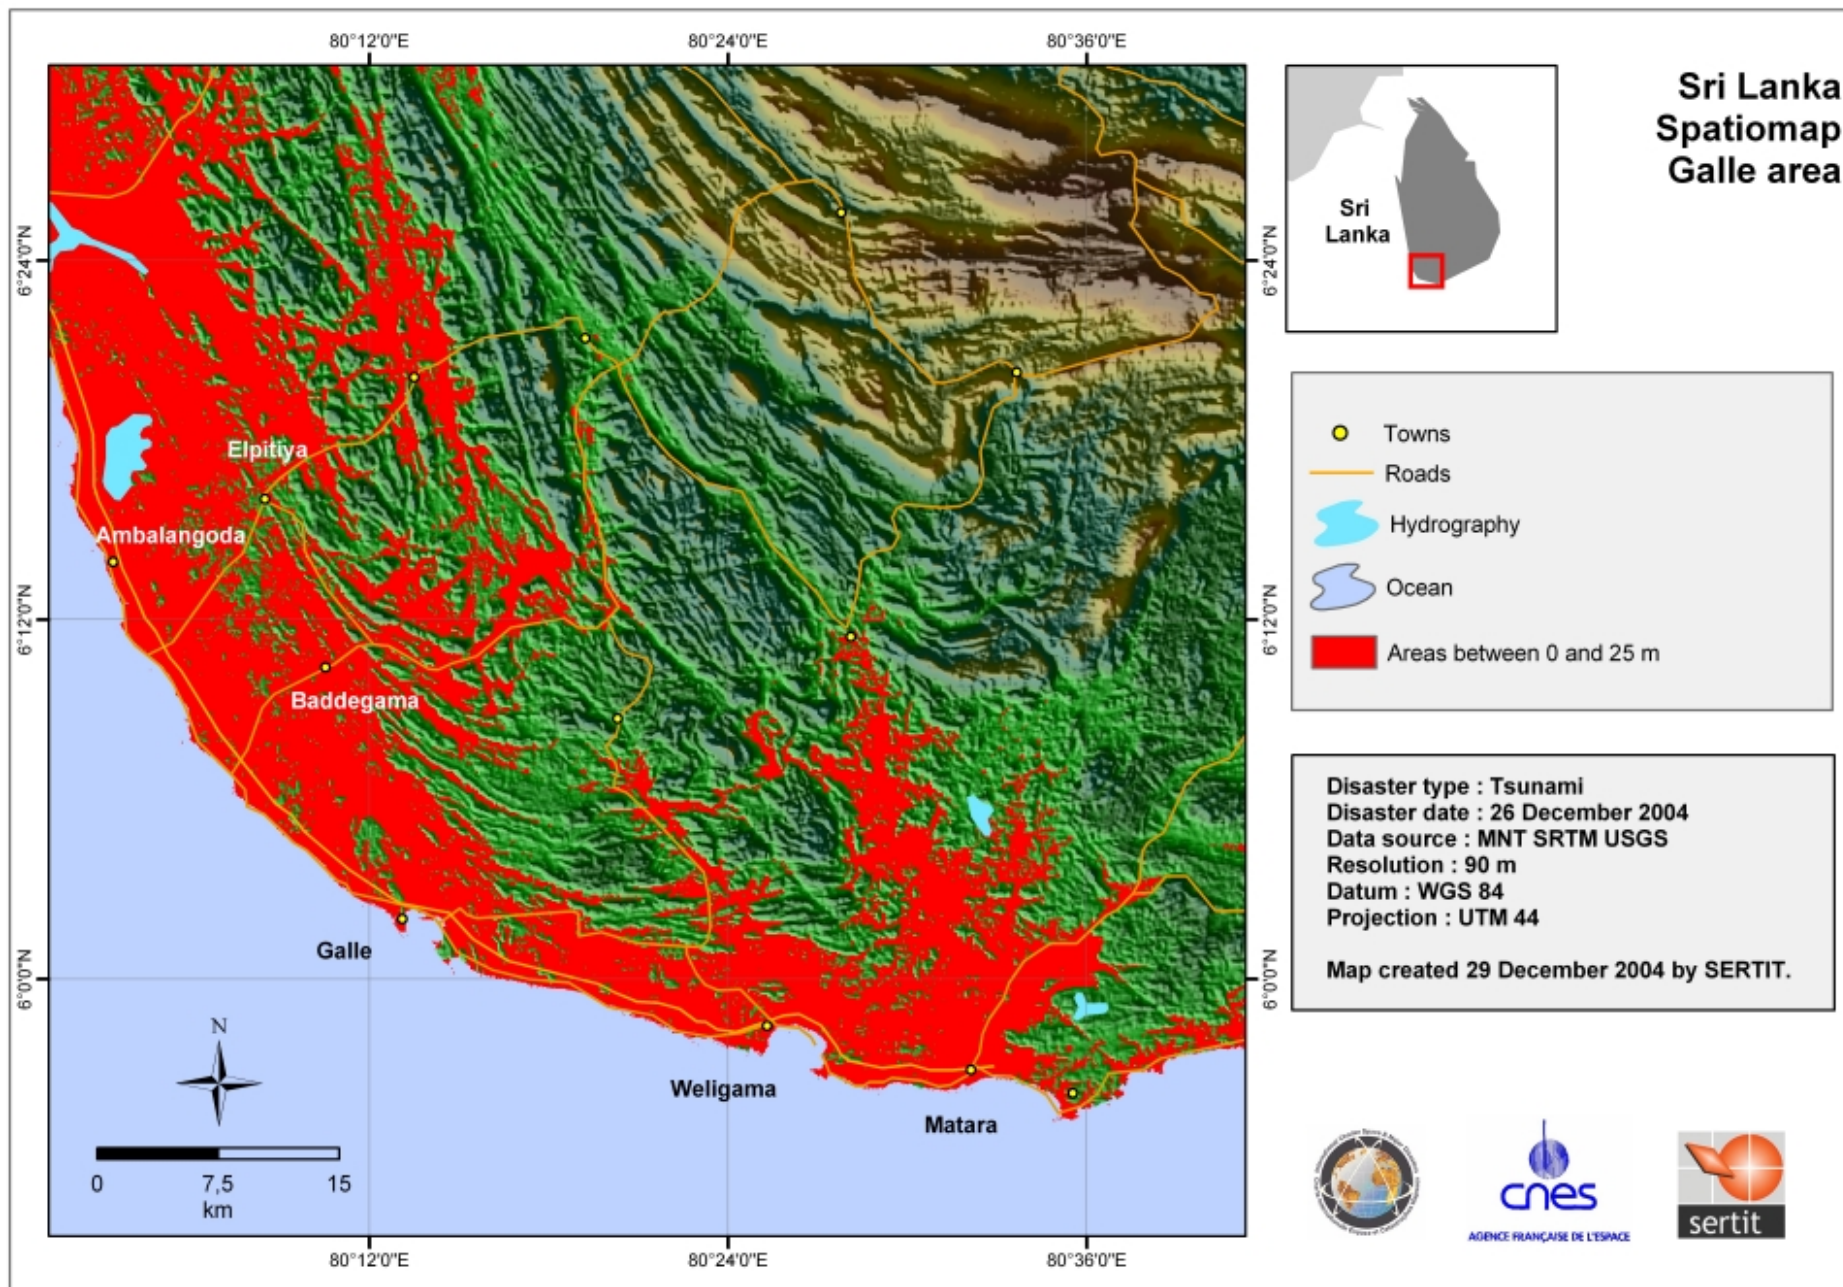 80°12'0"E
80°24'0"E
80°36'0"E
Sri Lanka
Spatiomap
Galle area
Sri
Lanka
6°24'0"N
6°24'0"N
Elpitiya
Ambalangoda
Towns
Roads
Hydrography
Ocean
Areas between 0 and 25 m
6°12'0"N
6°12'0"N
Baddegama
Disaster type : Tsunami
Disaster date : 26 December 2004
Data source : MNT SRTM USGS
Resolution : 90 m
Datum : WGS 84
Projection : UTM 44
Map created 29 December 2004 by SERTIT.
Galle
6°0'0"N
6°0'0"N
N
Weligama
Matara
0 7,5 15
km
cnes
AGENCE FRANÇAISE DE L'ESPACE
sertit
80°12'0"E
80°24'0"E
80°36'0"E